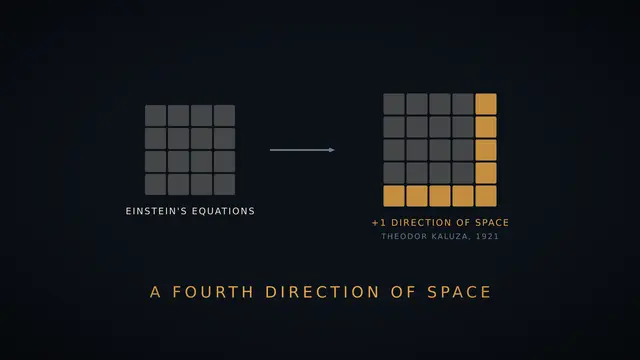 EINSTEIN'S EQUATIONS
+1 DIRECTION OF SPACE
THEODOR KALUZA, 1921
A FOURTH DIRECTION OF SPACE